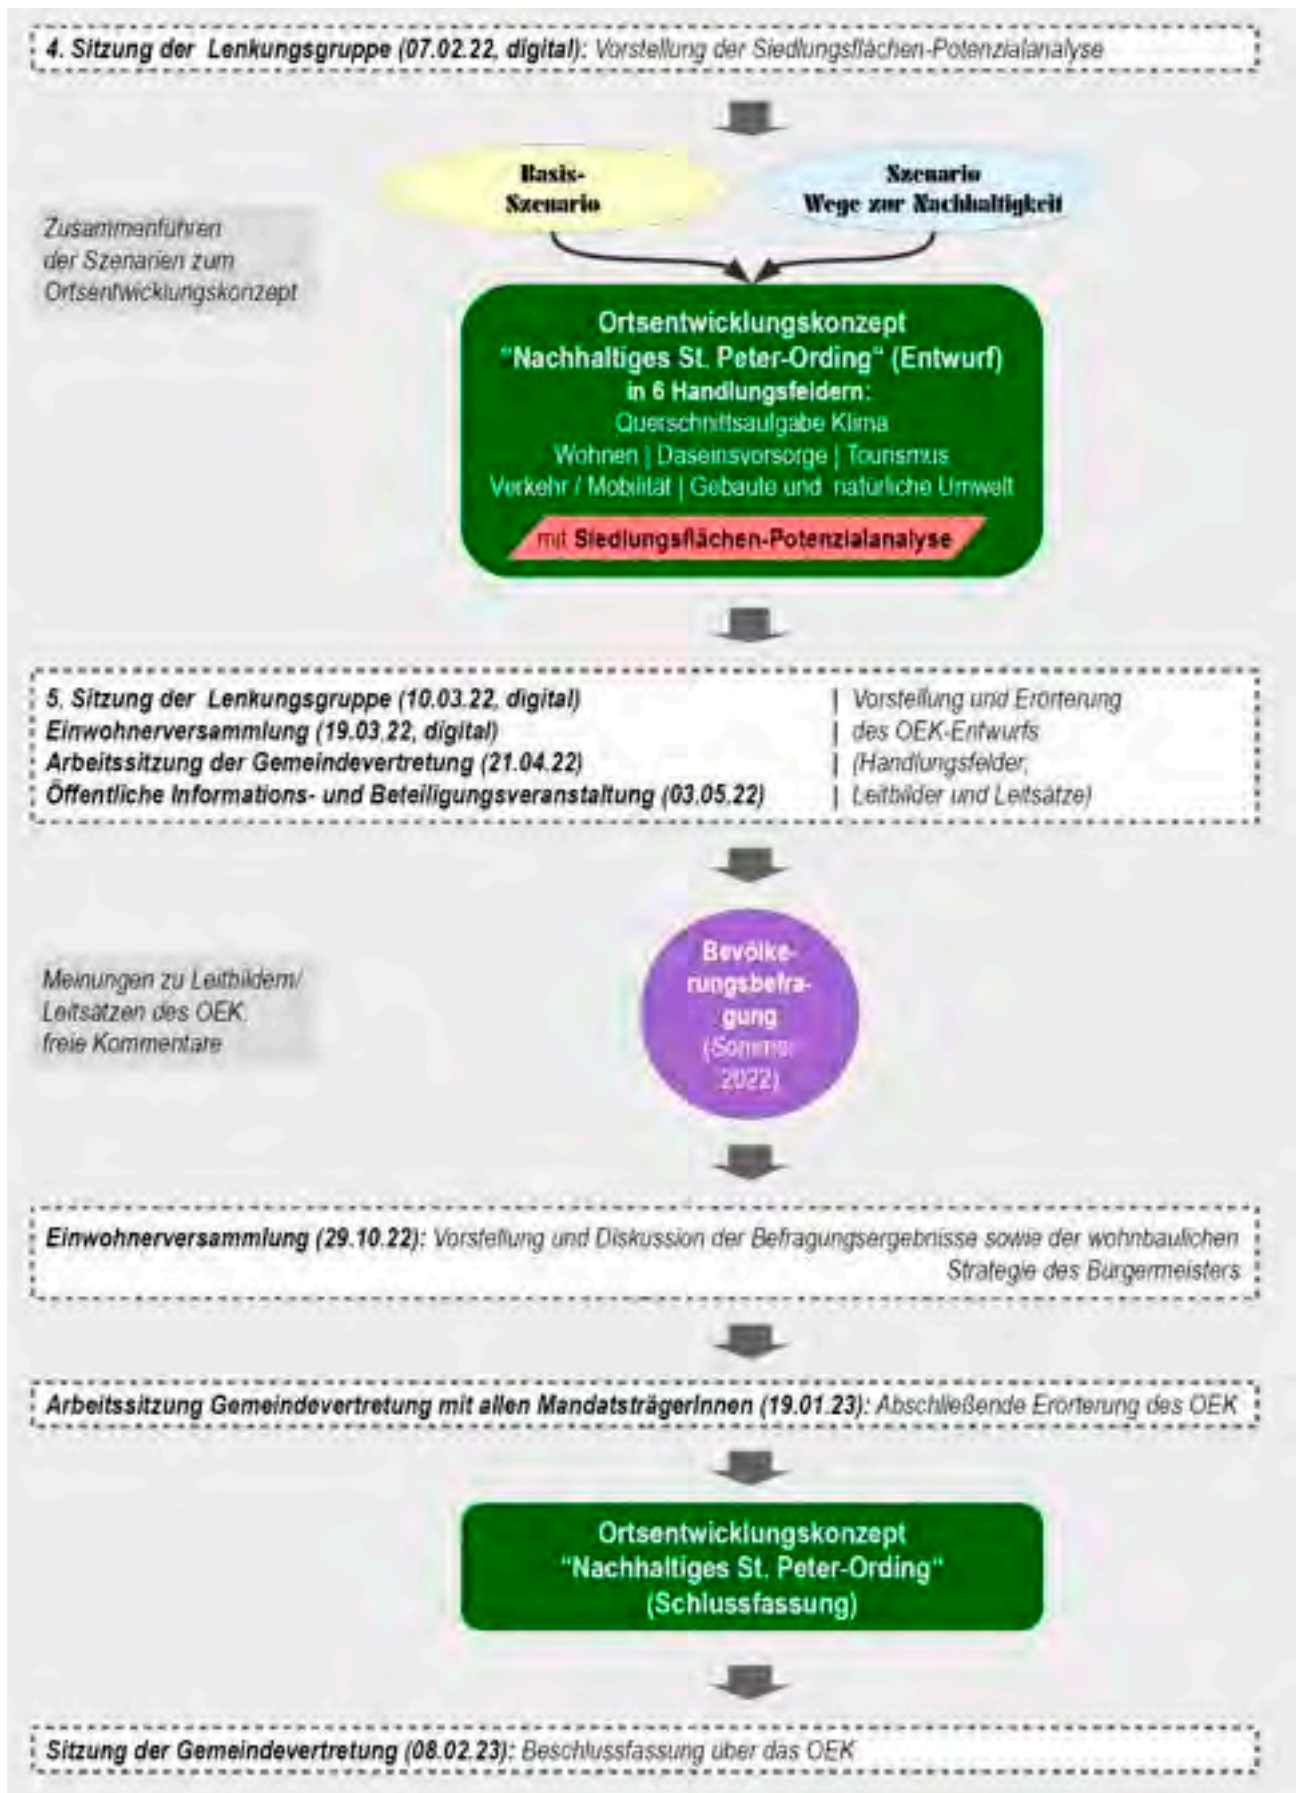 4. Sitzung der Lenkungsgruppe (07.02.22, digital): Vorstellung der Siedlungsflächen-Potenzialanalyse
Basis-
Szenario
Szenario
Wege zur Nachhaltigkeit
Zusammenführen
der Szenarien zum
Ortsentwicklungskonzept
Ortsentwicklungskonzept
"Nachhaltiges St. Peter-Ording" (Entwurf)
in 6 Handlungsfeldern:
Querschnittsaufgabe Klima
Wohnen | Daseinsvorsorge | Tourismus
Verkehr / Mobilität | Gebaute und natürliche Umwelt
mit Siedlungsflächen-Potenzialanalyse
5. Sitzung der Lenkungsgruppe (10.03.22, digital) | Vorstellung und Erörterung
Einwohnerversammlung (19.03.22, digital) | des OEK-Entwurfs
Arbeitssitzung der Gemeindevertretung (21.04.22) | (Handlungsfelder,
Öffentliche Informations- und Beteiligungsveranstaltung (03.05.22) | Leitbilder und Leitsätze)
Bevölke-
rungsbefra-
gung
(Sommer
2022)
Meinungen zu Leitbildern/
Leitsätzen des OEK,
freie Kommentare
Einwohnerversammlung (29.10.22): Vorstellung und Diskussion der Befragungsergebnisse sowie der wohnbaulichen
Strategie des Bürgermeisters
Arbeitssitzung Gemeindevertretung mit allen MandatsträgerInnen (19.01.23): Abschließende Erörterung des OEK
Ortsentwicklungskonzept
"Nachhaltiges St. Peter-Ording"
(Schlussfassung)
Sitzung der Gemeindevertretung (08.02.23): Beschlussfassung über das OEK